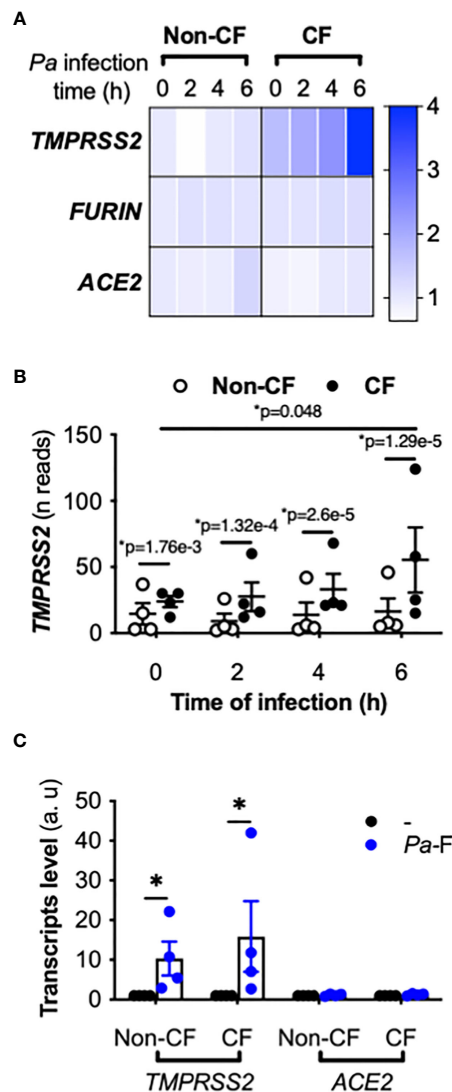 A
Non-CF CF
Pa infection
time (h) 0 2 4 6 0 2 4 6
TMPRSS2
FURIN
ACE2
4
3
2
1
B
Non-CF CF
*p=0.048
*p=1.29e-5
*p=2.6e-5
*p=1.32e-4
*p=1.76e-3
150
100
50
0
TMPRSS2 (n reads)
0 2 4 6
Time of infection (h)
C
Transcripts level (a. u)
50
40
30
20
10
0
* *
-
Pa-F
Non-CF CF Non-CF CF
TMPRSS2 ACE2